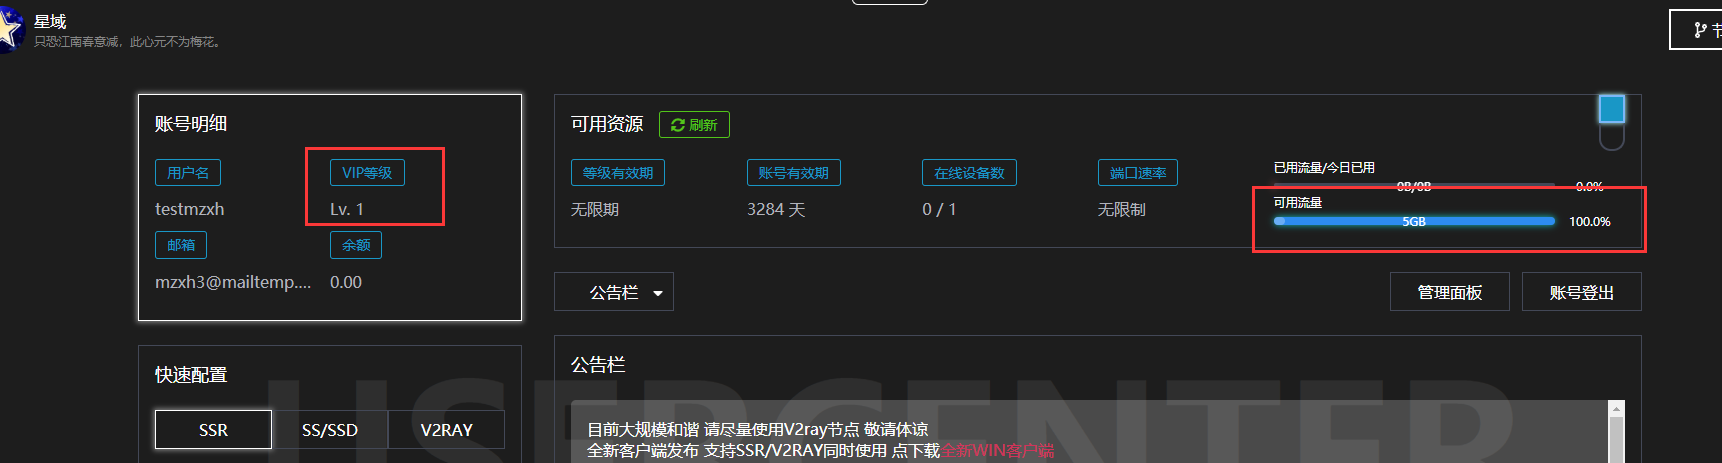 星域
只恐江南春意减，此心元不为梅花。
节
账号明细
用户名
VIP等级
testmzxh
Lv. 1
邮箱
余额
mzxh3@mailtemp....
0.00
可用资源
刷新
等级有效期
账号有效期
在线设备数
端口速率
无限期
3284 天
0 / 1
无限制
已用流量/今日已用
0B/0B
0.0%
可用流量
5GB
100.0%
公告栏
管理面板
账号登出
快速配置
SSR
SS/SSD
V2RAY
USERCENTER
公告栏
目前大规模和谐 请尽量使用V2ray节点 敬请体谅
全新客户端发布 支持SSR/V2RAY同时使用 点下载全新WIN客户端